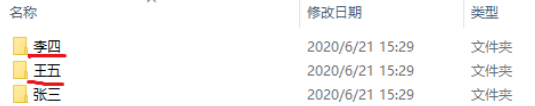 名称 修改日期 类型
李四 2020/6/21 15:29 文件夹
王五 2020/6/21 15:29 文件夹
张三 2020/6/21 15:29 文件夹